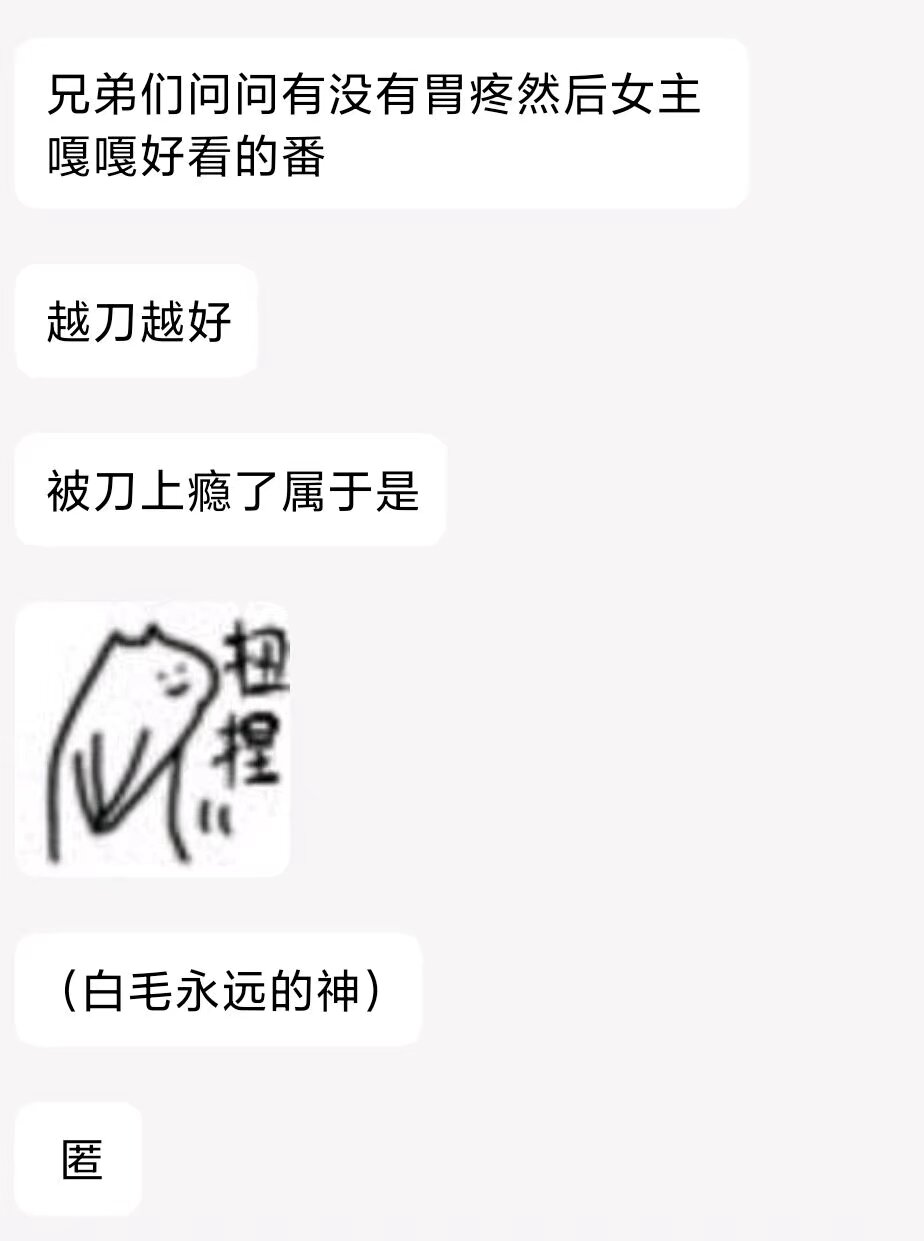 兄弟们问问有没有胃疼然后女主
嘎嘎好看的番
越刀越好
被刀上瘾了属于是
扭
捏
（白毛永远的神）
匿